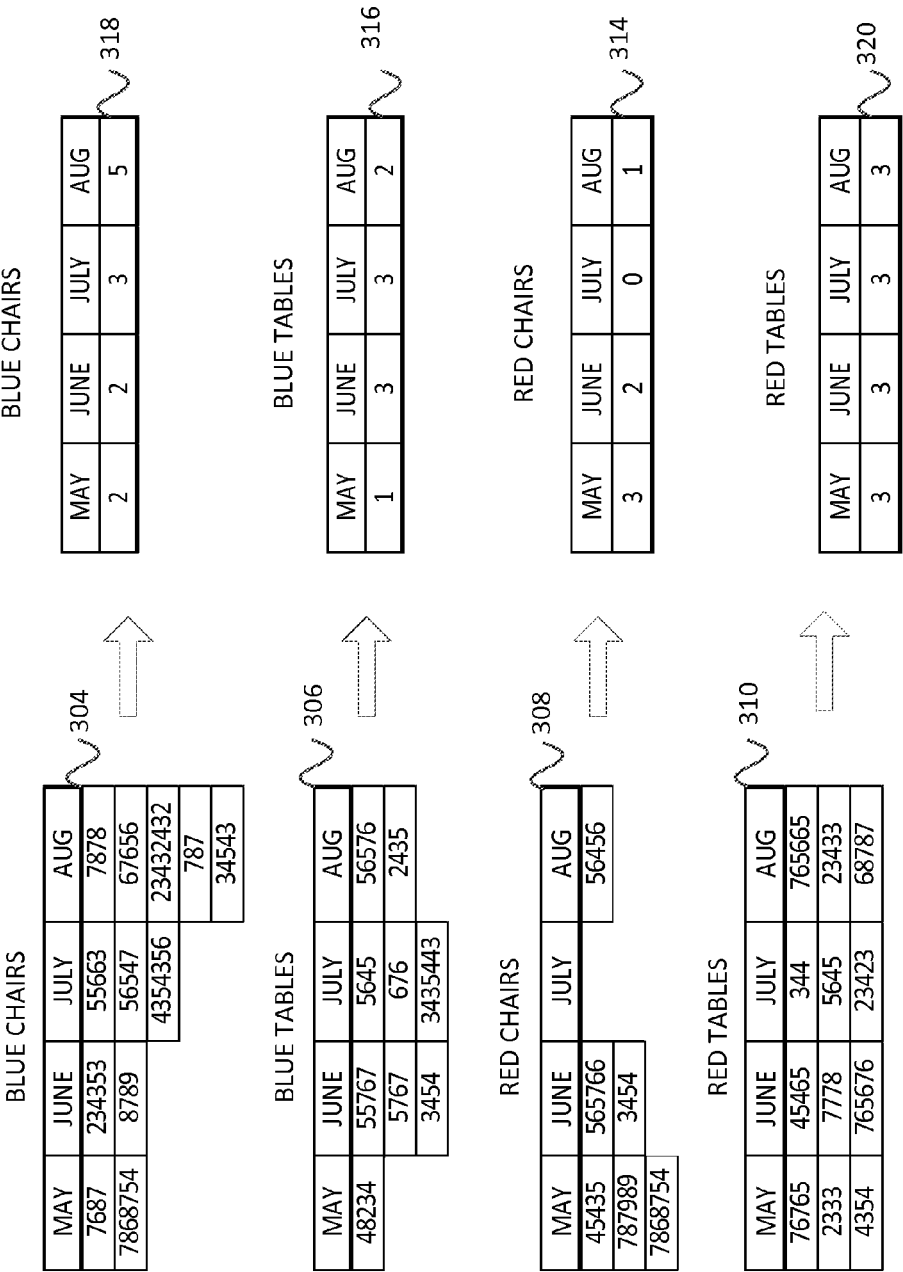 BLUE CHAIRS
304
MAY JUNE JULY AUG
7687 234353 55663 7878
7868754 8789 56547 67656
4354356 23432432
787
34543
BLUE CHAIRS
318
MAY JUNE JULY AUG
2 2 3 5
BLUE TABLES
306
MAY JUNE JULY AUG
48234 55767 5645 56576
5767 676 2435
3454 3435443
BLUE TABLES
316
MAY JUNE JULY AUG
1 3 3 2
RED CHAIRS
308
MAY JUNE JULY AUG
45435 565766 56456
787989 3454
7868754
RED CHAIRS
314
MAY JUNE JULY AUG
3 2 0 1
RED TABLES
310
MAY JUNE JULY AUG
76765 45465 344 765665
2333 7778 5645 23433
4354 765676 23423 68787
RED TABLES
320
MAY JUNE JULY AUG
3 3 3 3